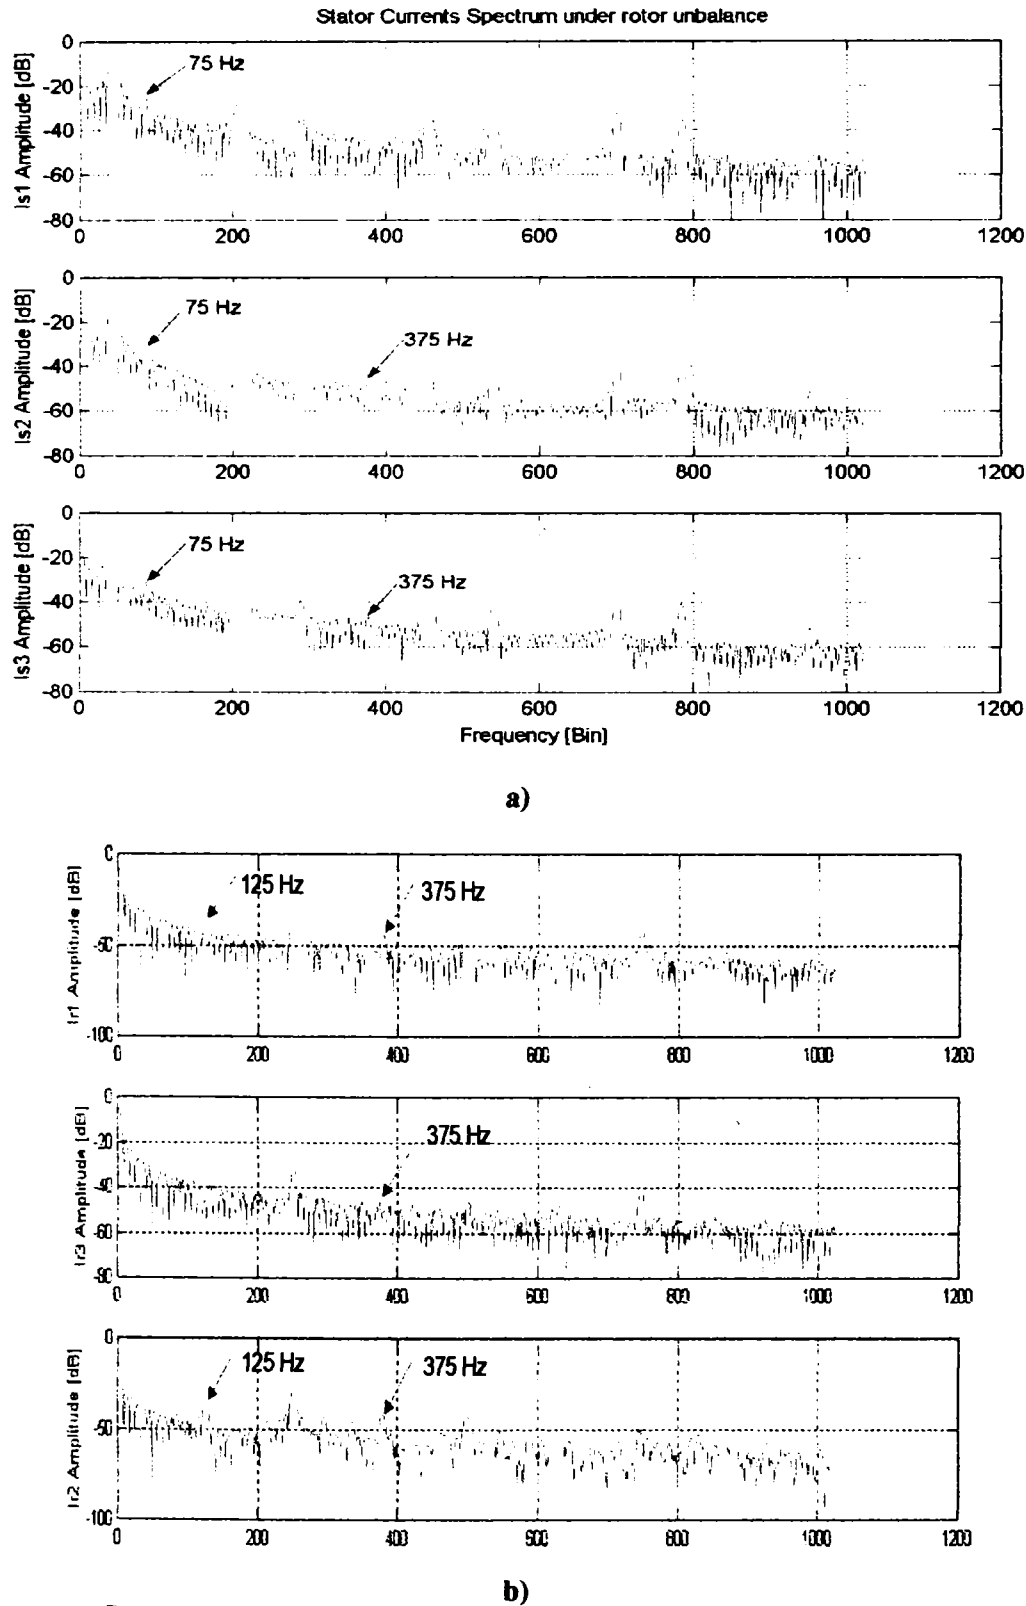 Stator Currents Spectrum under rotor unbalance
Is1 Amplitude [dB]
0
-20
-40
-60
-80
75 Hz
0 200 400 600 800 1000 1200
Is2 Amplitude [dB]
0
-20
-40
-60
-80
75 Hz
375 Hz
0 200 400 600 800 1000 1200
Is3 Amplitude [dB]
0
-20
-40
-60
-80
75 Hz
375 Hz
0 200 400 600 800 1000 1200
Frequency [Bin]
a)
Ir1 Amplitude [dB]
0
-50
-100
125 Hz
375 Hz
0 200 400 600 800 1000 1200
Ir3 Amplitude [dB]
0
-20
-40
-60
-80
375 Hz
0 200 400 600 800 1000 1200
Ir2 Amplitude [dB]
0
-50
-100
125 Hz
375 Hz
0 200 400 600 800 1000 1200
b)